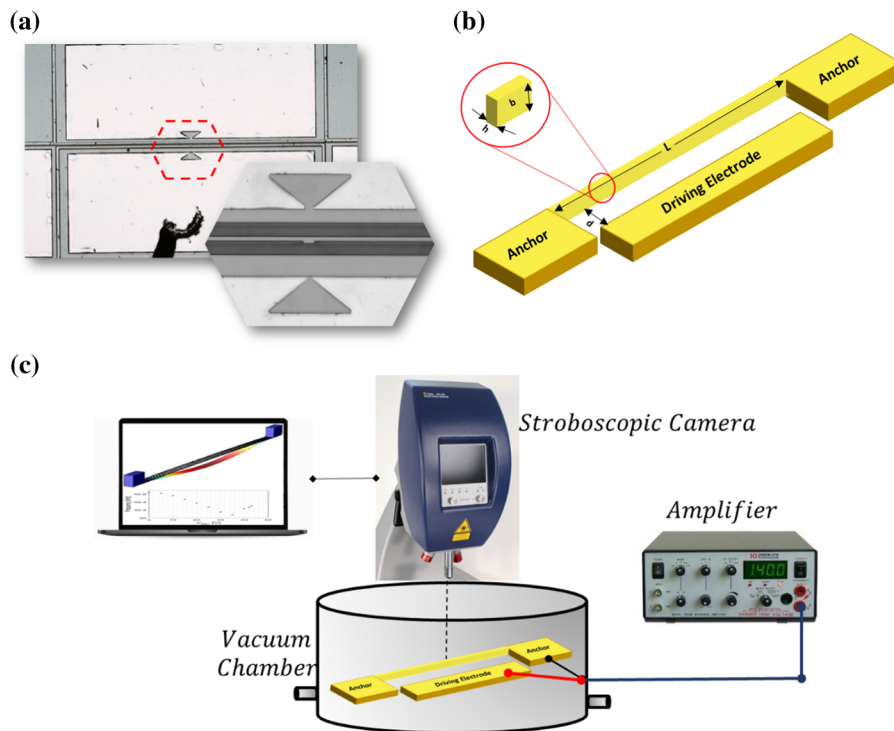 (a)
(b)
Anchor
b
h
L
Driving Electrode
d
Anchor
(c)
Stroboscopic Camera
Amplifier
140.0
Vacuum
Chamber
Anchor
Anchor
Driving Electrode